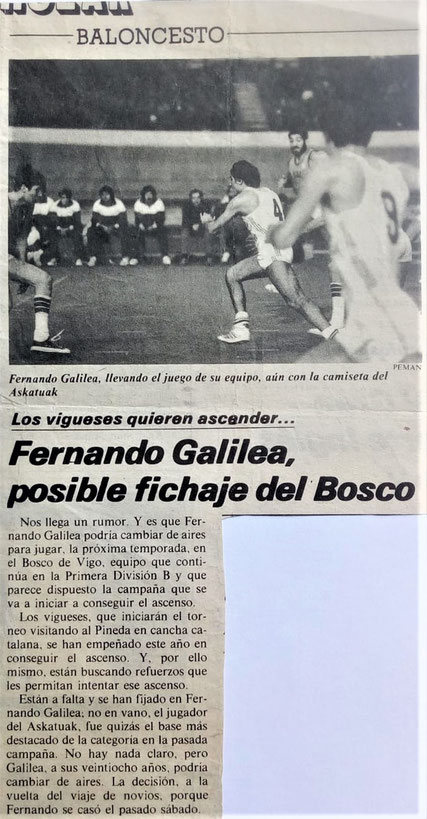 BALONCESTO
PEMAN
Fernando Galilea, llevando el juego de su equipo, aún con la camiseta del
Askatuak
Los vigueses quieren ascender...
Fernando Galilea,
posible fichaje del Bosco
Nos llega un rumor. Y es que Fer-
nando Galilea podría cambiar de aires
para jugar, la próxima temporada, en
el Bosco de Vigo, equipo que conti-
núa en la Primera División B y que
parece dispuesto la campaña que se
va a iniciar a conseguir el ascenso.
Los vigueses, que iniciarán el tor-
neo visitando al Pineda en cancha ca-
talana, se han empeñado este año en
conseguir el ascenso. Y, por ello
mismo, están buscando refuerzos que
les permitan intentar ese ascenso.
Están a falta y se han fijado en Fer-
nando Galilea; no en vano, el jugador
del Askatuak, fue quizás el base más
destacado de la categoría en la pasada
campaña. No hay nada claro, pero
Galilea, a sus veintiocho años, podría
cambiar de aires. La decisión, a la
vuelta del viaje de novios, porque
Fernando se casó el pasado sábado.
4
9